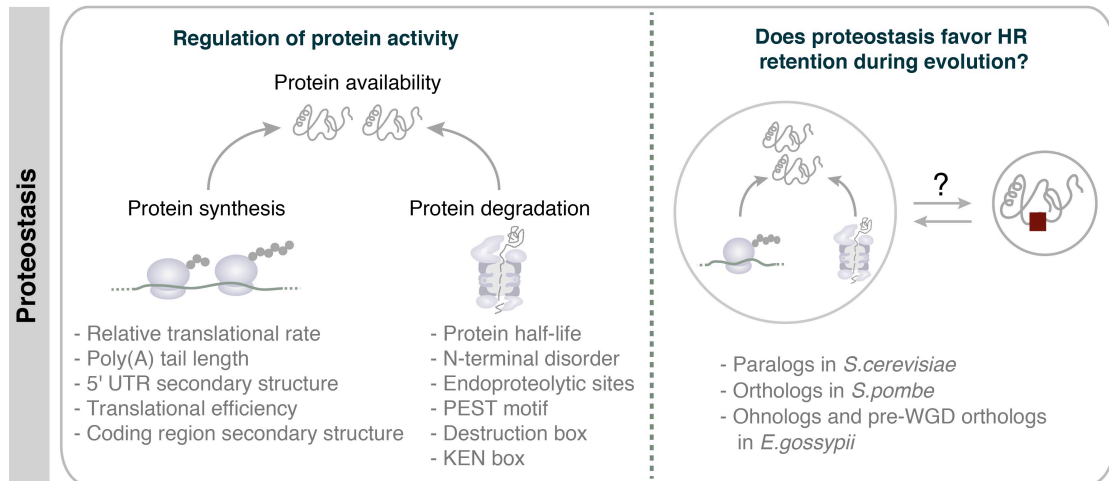 Proteostasis
Regulation of protein activity
Protein availability
Protein synthesis
Protein degradation
- Relative translational rate
- Poly(A) tail length
- 5' UTR secondary structure
- Translational efficiency
- Coding region secondary structure
- Protein half-life
- N-terminal disorder
- Endoproteolytic sites
- PEST motif
- Destruction box
- KEN box
Does proteostasis favor HR
retention during evolution?
?
- Paralogs in S.cerevisiae
- Orthologs in S.pombe
- Ohnologs and pre-WGD orthologs
in E.gossypii